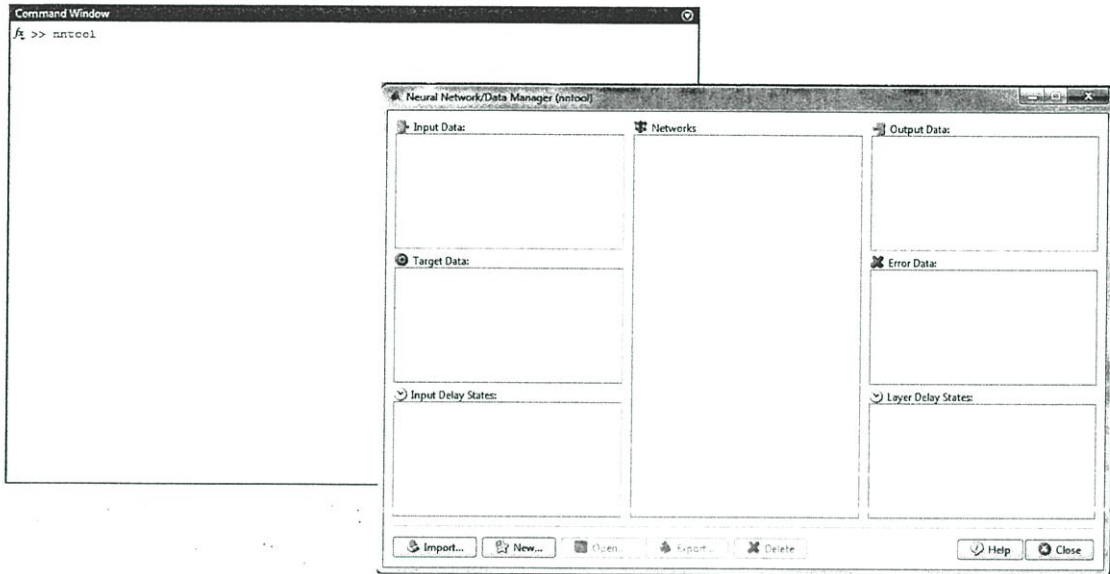 Command Window
fx >> nntool
Neural Network/Data Manager (nntool)
Input Data:
Networks
Output Data:
Target Data:
Error Data:
Input Delay States:
Layer Delay States:
Import...
New...
Open...
Export...
Delete
Help
Close